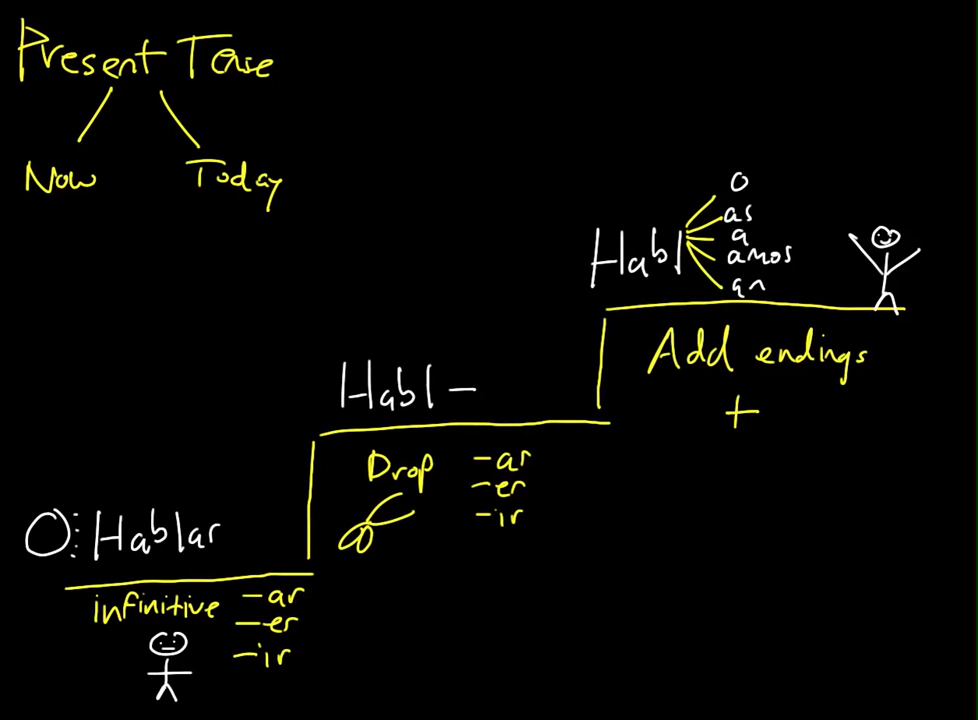 Present Tense
Now
Today
Habl
o
as
a
amos
an
Add endings
+
Habl -
Drop
-ar
-er
-ir
Hablar
infinitive
-ar
-er
-ir